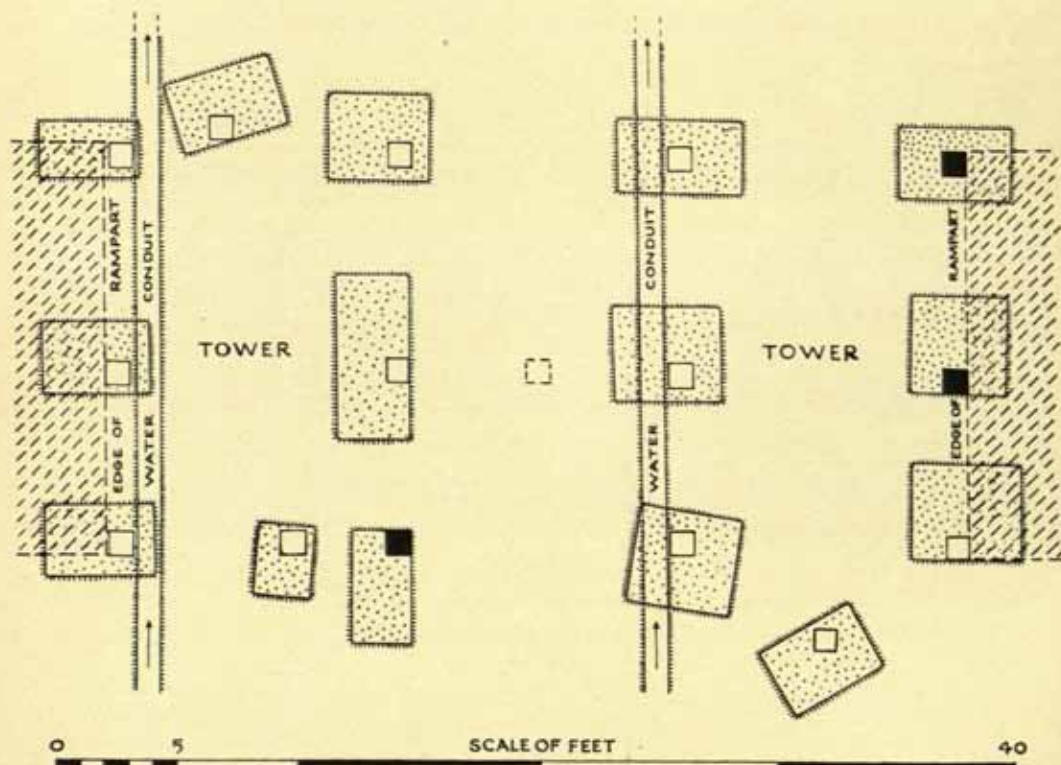 EDGE OF RAMPART
WATER CONDUIT
TOWER
WATER CONDUIT
TOWER
EDGE OF RAMPART
0 5 SCALE OF FEET 40